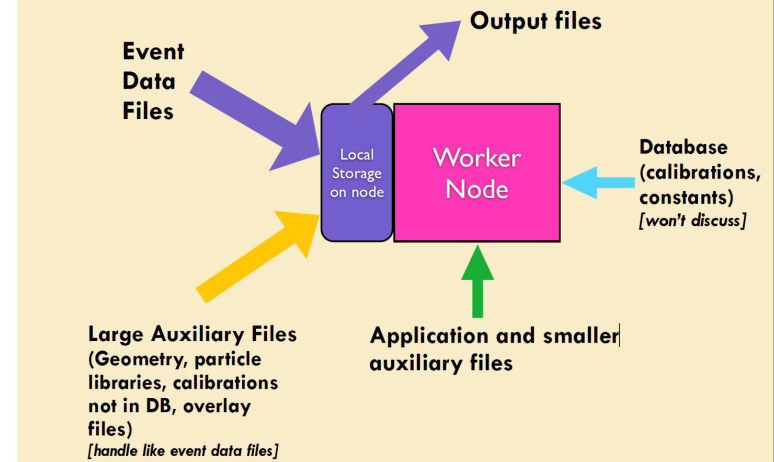 Output files
Event
Data
Files
Local
Storage
on node
Worker
Node
Database
(calibrations,
constants)
[won't discuss]
Large Auxiliary Files
(Geometry, particle
libraries, calibrations
not in DB, overlay
files)
[handle like event data files]
Application and smaller
auxiliary files